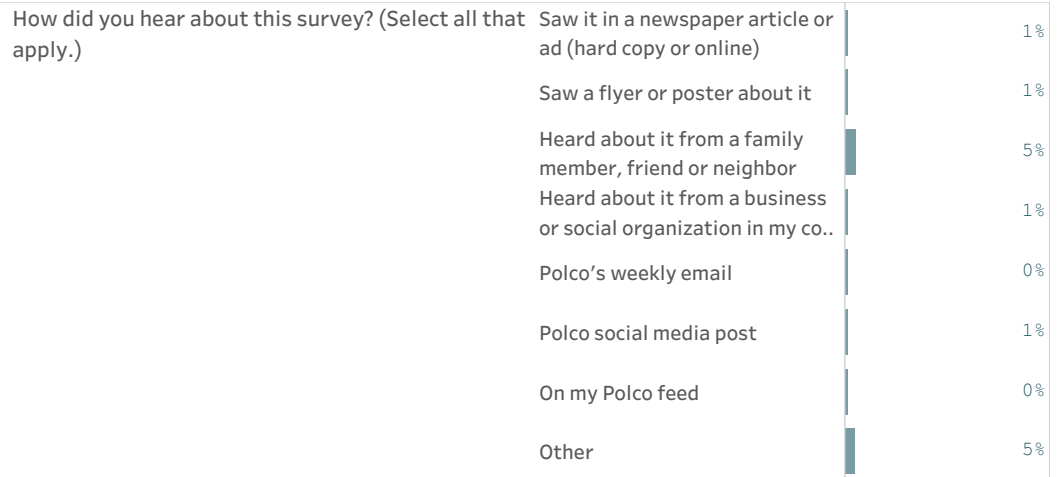 How did you hear about this survey? (Select all that
apply.)
Saw it in a newspaper article or
ad (hard copy or online)
1%
Saw a flyer or poster about it
1%
Heard about it from a family
member, friend or neighbor
5%
Heard about it from a business
or social organization in my co..
1%
Polco’s weekly email
0%
Polco social media post
1%
On my Polco feed
0%
Other
5%